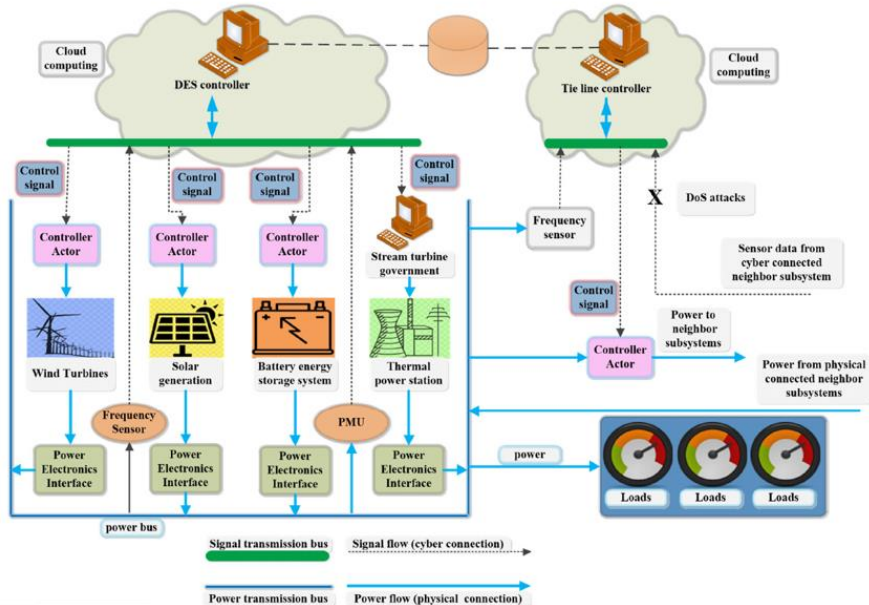 Cloud
computing
DES controller
Tie line controller
Cloud
computing
Control
signal
Control
signal
Control
signal
Control
signal
Controller
Actor
Controller
Actor
Controller
Actor
Stream turbine
government
Frequency
sensor
X
DoS attacks
Sensor data from
cyber connected
neighbor subsystem
Control
signal
Wind Turbines
Solar
generation
Battery energy
storage system
Thermal
power station
Controller
Actor
Power to
neighbor
subsystems
Power from physical
connected neighbor
subsystems
Frequency
Sensor
PMU
Power
Electronics
Interface
Power
Electronics
Interface
Power
Electronics
Interface
Power
Electronics
Interface
power
Loads
Loads
Loads
power bus
Signal transmission bus
Signal flow (cyber connection)
Power transmission bus
Power flow (physical connection)